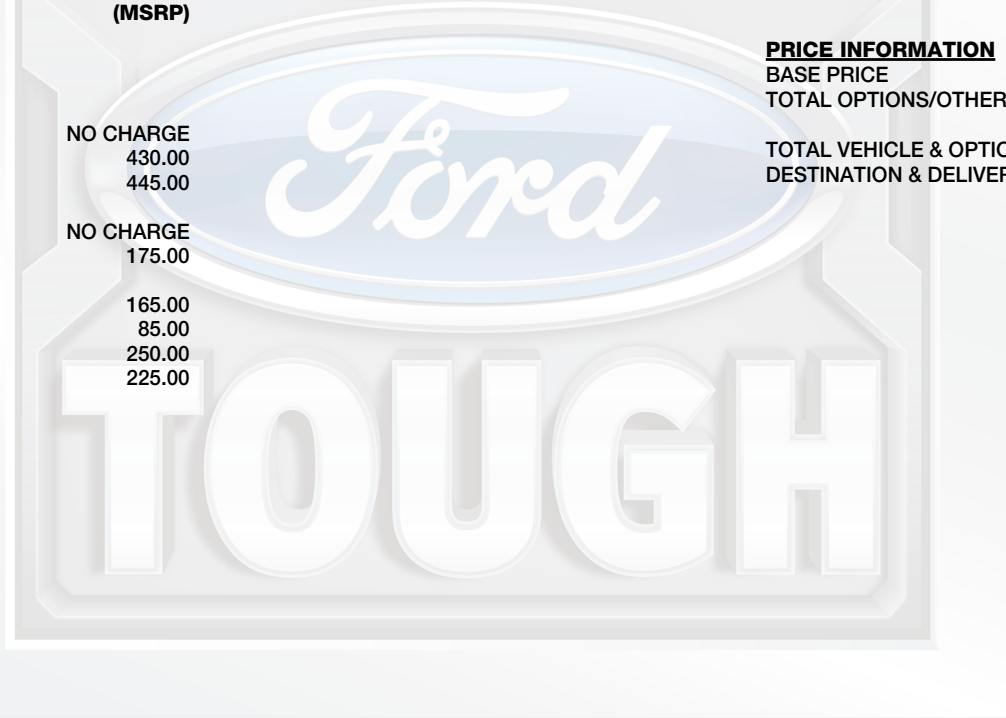 (MSRP)
NO CHARGE
430.00
445.00
NO CHARGE
175.00
165.00
85.00
250.00
225.00
PRICE INFORMATION
BASE PRICE
TOTAL OPTIONS/OTHER
TOTAL VEHICLE & OPTIO
DESTINATION & DELIVER
Ford
TOUGH